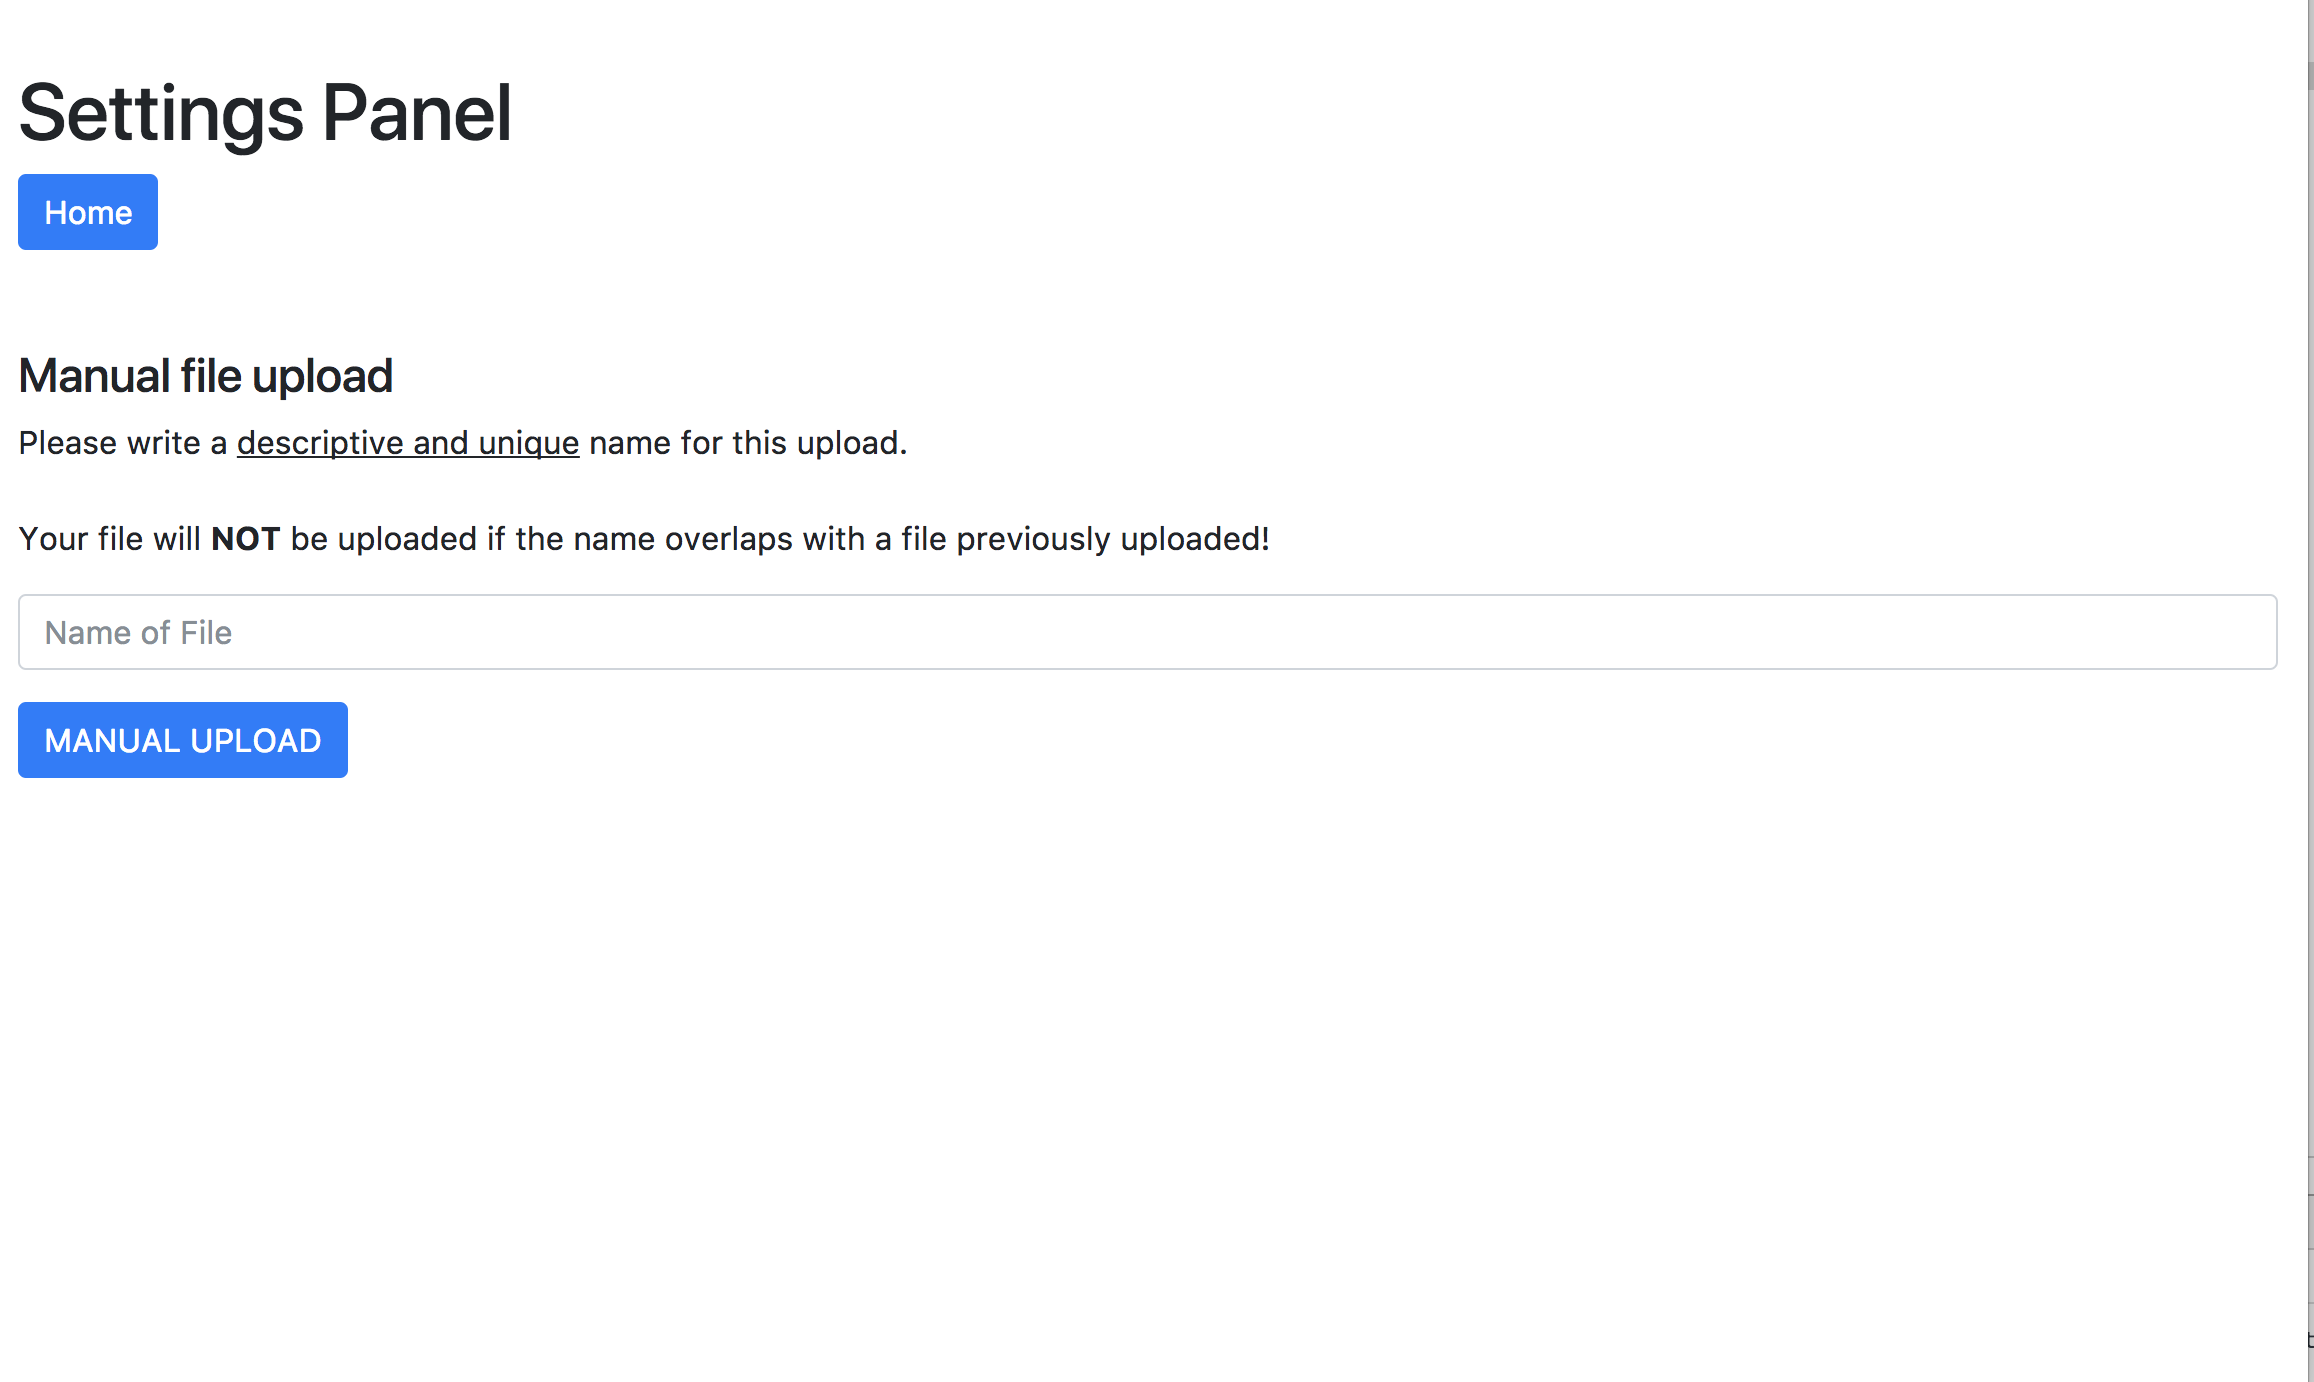 Settings Panel
Home
Manual file upload
Please write a descriptive and unique name for this upload.
Your file will NOT be uploaded if the name overlaps with a file previously uploaded!
Name of File
MANUAL UPLOAD